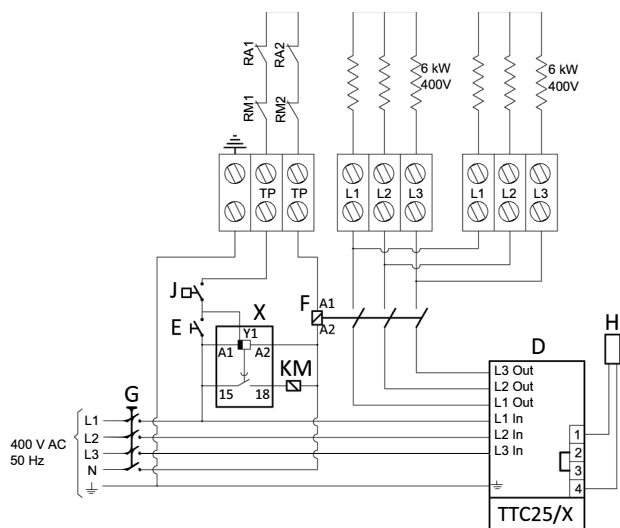 RA1 RA2
6 kW
400V
6 kW
400V
RM1 RM2
TP TP
L1 L2 L3
L1 L2 L3
J
X
F
A1
A2
E
Y1
A1 A2
KM
15 18
D
H
L3 Out
L2 Out
L1 Out
L1 In
L2 In
L3 In
1
2
3
4
G
400 V AC
50 Hz
L1
L2
L3
N
TTC25/X